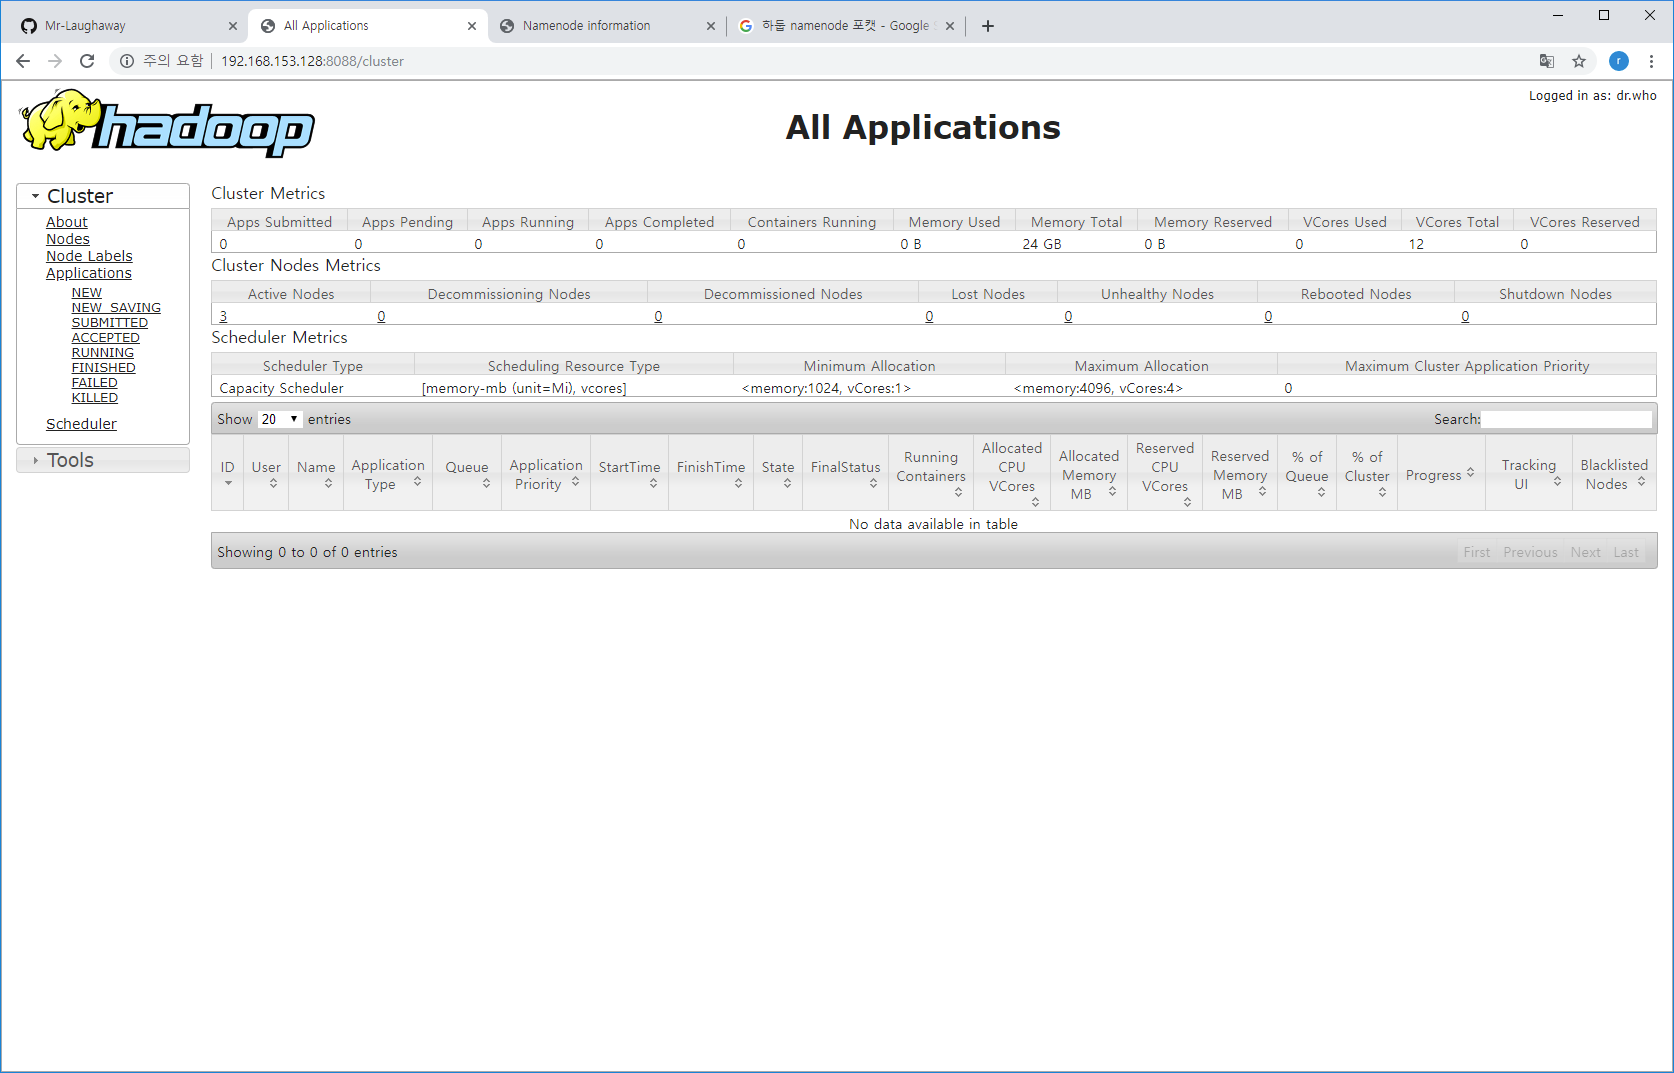 Mr-Laughaway
All Applications
Namenode information
하둡 namenode 포캣 - Google
주의 요함 192.168.153.128:8088/cluster
r
hadoop
All Applications
Logged in as: dr.who
Cluster
About
Nodes
Node Labels
Applications
NEW
NEW_SAVING
SUBMITTED
ACCEPTED
RUNNING
FINISHED
FAILED
KILLED
Scheduler
Tools
Cluster Metrics
Apps Submitted Apps Pending Apps Running Apps Completed Containers Running Memory Used Memory Total Memory Reserved VCores Used VCores Total VCores Reserved
0 0 0 0 0 0 B 24 GB 0 B 0 12 0
Cluster Nodes Metrics
Active Nodes Decommissioning Nodes Decommissioned Nodes Lost Nodes Unhealthy Nodes Rebooted Nodes Shutdown Nodes
3 0 0 0 0 0 0
Scheduler Metrics
Scheduler Type Scheduling Resource Type Minimum Allocation Maximum Allocation Maximum Cluster Application Priority
Capacity Scheduler [memory-mb (unit=Mi), vcores] <memory:1024, vCores:1> <memory:4096, vCores:4> 0
Show 20 entries Search:
ID User Name Application Type Queue Application Priority StartTime FinishTime State FinalStatus Running Containers Allocated CPU VCores Allocated Memory MB Reserved CPU VCores Reserved Memory MB % of Queue % of Cluster Progress Tracking UI Blacklisted Nodes
No data available in table
Showing 0 to 0 of 0 entries First Previous Next Last